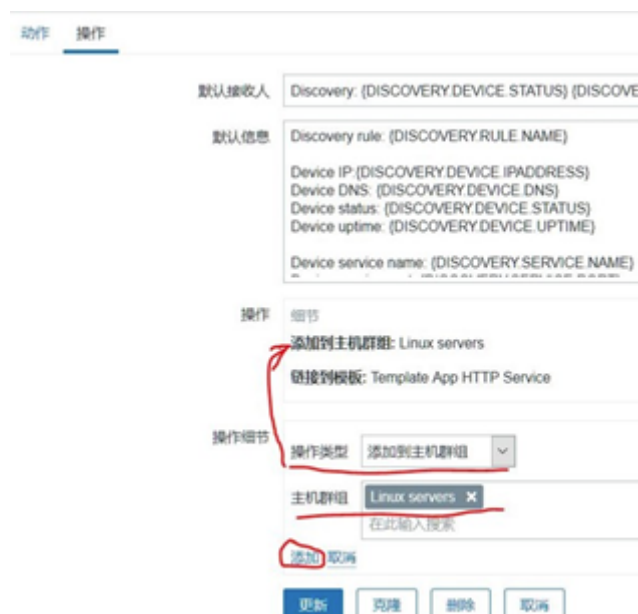 动作 操作
默认接收人 Discovery: {DISCOVERY.DEVICE.STATUS} {DISCOVE
默认信息 Discovery rule: {DISCOVERY.RULE.NAME}
Device IP:{DISCOVERY.DEVICE.IPADDRESS}
Device DNS: {DISCOVERY.DEVICE.DNS}
Device status: {DISCOVERY.DEVICE.STATUS}
Device uptime: {DISCOVERY.DEVICE.UPTIME}
Device service name: {DISCOVERY.SERVICE.NAME}
操作 细节
添加到主机群组: Linux servers
链接到模板: Template App HTTP Service
操作细节
操作类型 添加到主机群组
主机群组 Linux servers ×
在此输入搜索
添加 取消
更新 克隆 删除 取消